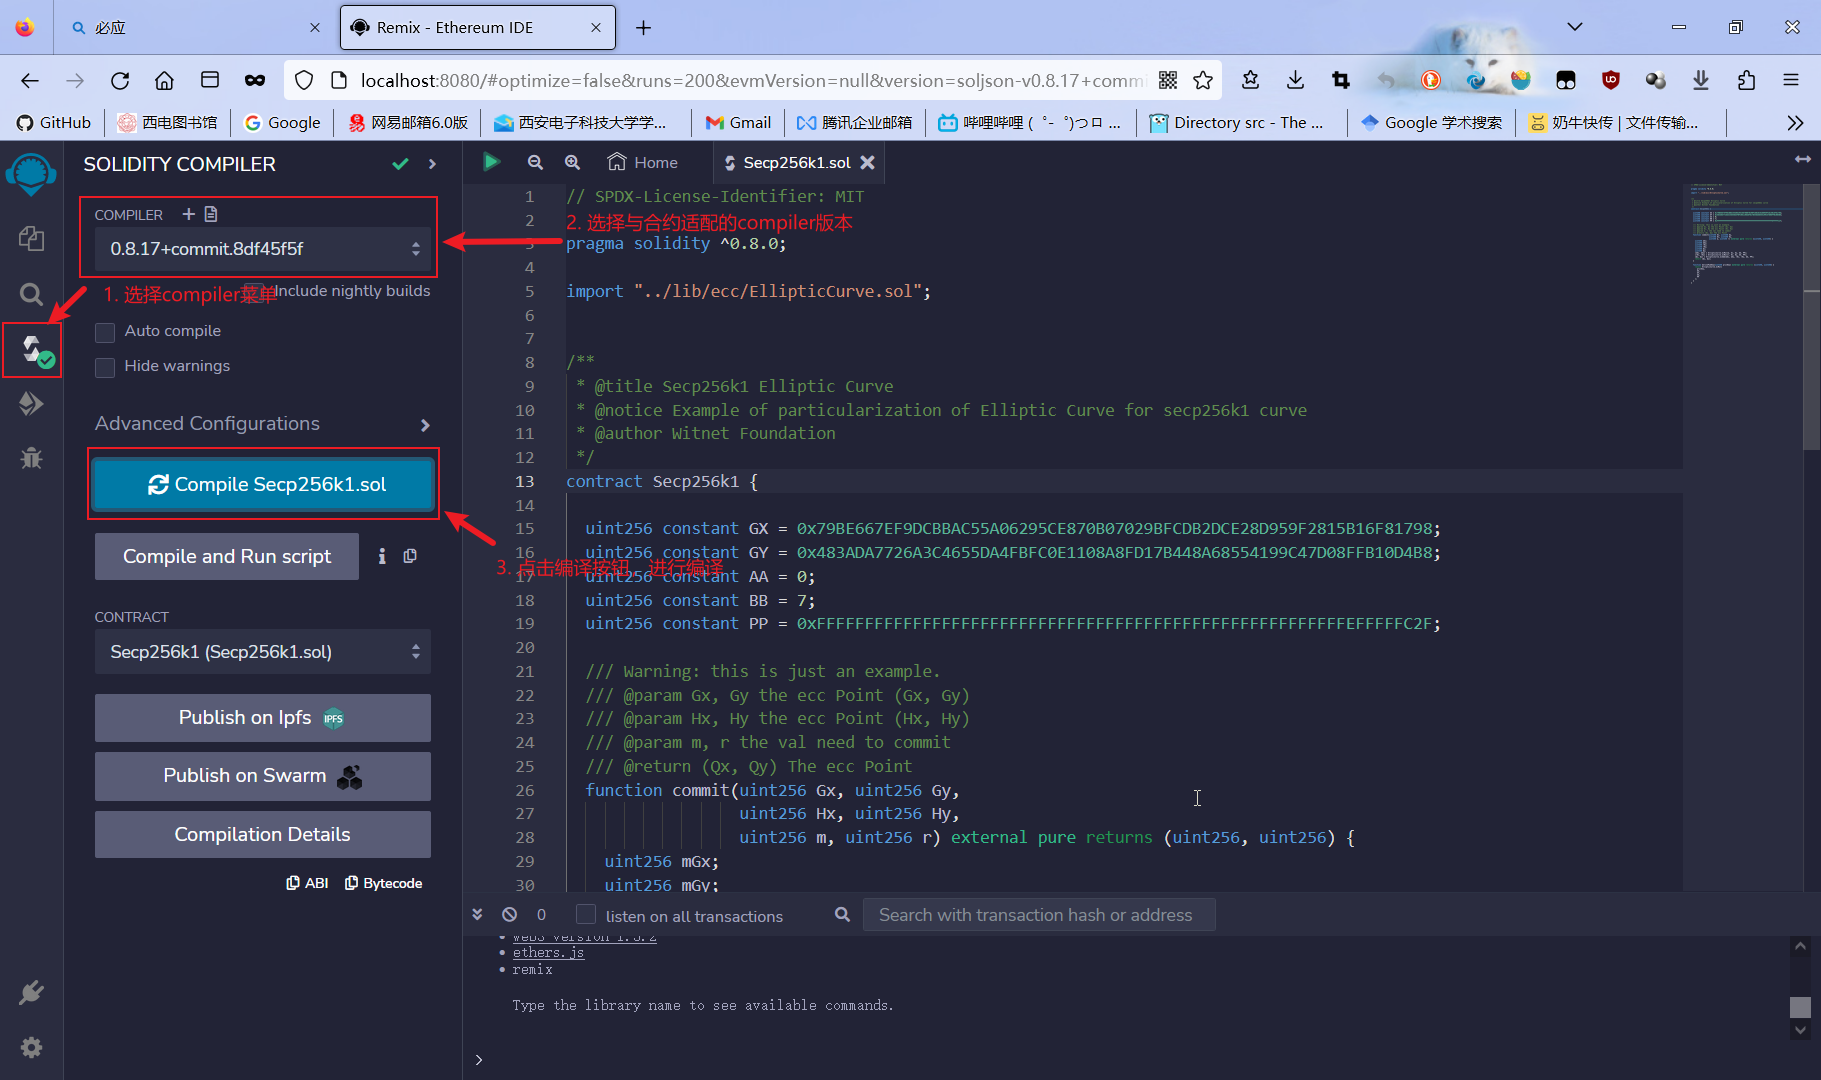 必应
Remix - Ethereum IDE
localhost:8080/#optimize=false&runs=200&evmVersion=null&version=soljson-v0.8.17+commi
GitHub
西电图书馆
Google
网易邮箱6.0版
西安电子科技大学学...
Gmail
腾讯企业邮箱
哔哩哔哩 (゜-゜)つロ ...
Directory src - The ...
Google 学术搜索
奶牛快传 | 文件传输...
SOLIDITY COMPILER
COMPILER
0.8.17+commit.8df45f5f
1. 选择compiler菜单
Include nightly builds
Auto compile
Hide warnings
Advanced Configurations
Compile Secp256k1.sol
Compile and Run script
CONTRACT
Secp256k1 (Secp256k1.sol)
Publish on Ipfs
IPFS
Publish on Swarm
Compilation Details
ABI
Bytecode
Home
Secp256k1.sol
1 // SPDX-License-Identifier: MIT
2
2. 选择与合约适配的compiler版本
3 pragma solidity ^0.8.0;
4
5 import "../lib/ecc/EllipticCurve.sol";
6
7
8 /**
9 * @title Secp256k1 Elliptic Curve
10 * @notice Example of particularization of Elliptic Curve for secp256k1 curve
11 * @author Witnet Foundation
12 */
13 contract Secp256k1 {
14
15 uint256 constant GX = 0x79BE667EF9DCBBAC55A06295CE870B07029BFCDB2DCE28D959F2815B16F81798;
16 uint256 constant GY = 0x483ADA7726A3C4655DA4FBFC0E1108A8FD17B448A68554199C47D08FFB10D4B8;
3. 点击编译按钮，进行编译
17 uint256 constant AA = 0;
18 uint256 constant BB = 7;
19 uint256 constant PP = 0xFFFFFFFFFFFFFFFFFFFFFFFFFFFFFFFFFFFFFFFFFFFFFFFFFFFFFFFEFFFFFC2F;
20
21 /// Warning: this is just an example.
22 /// @param Gx, Gy the ecc Point (Gx, Gy)
23 /// @param Hx, Hy the ecc Point (Hx, Hy)
24 /// @param m, r the val need to commit
25 /// @return (Qx, Qy) The ecc Point
26 function commit(uint256 Gx, uint256 Gy,
27 uint256 Hx, uint256 Hy,
28 uint256 m, uint256 r) external pure returns (uint256, uint256) {
29 uint256 mGx;
30 uint256 mGy;
0
listen on all transactions
Search with transaction hash or address
web3 version 1.5.2
ethers.js
remix
Type the library name to see available commands.
>